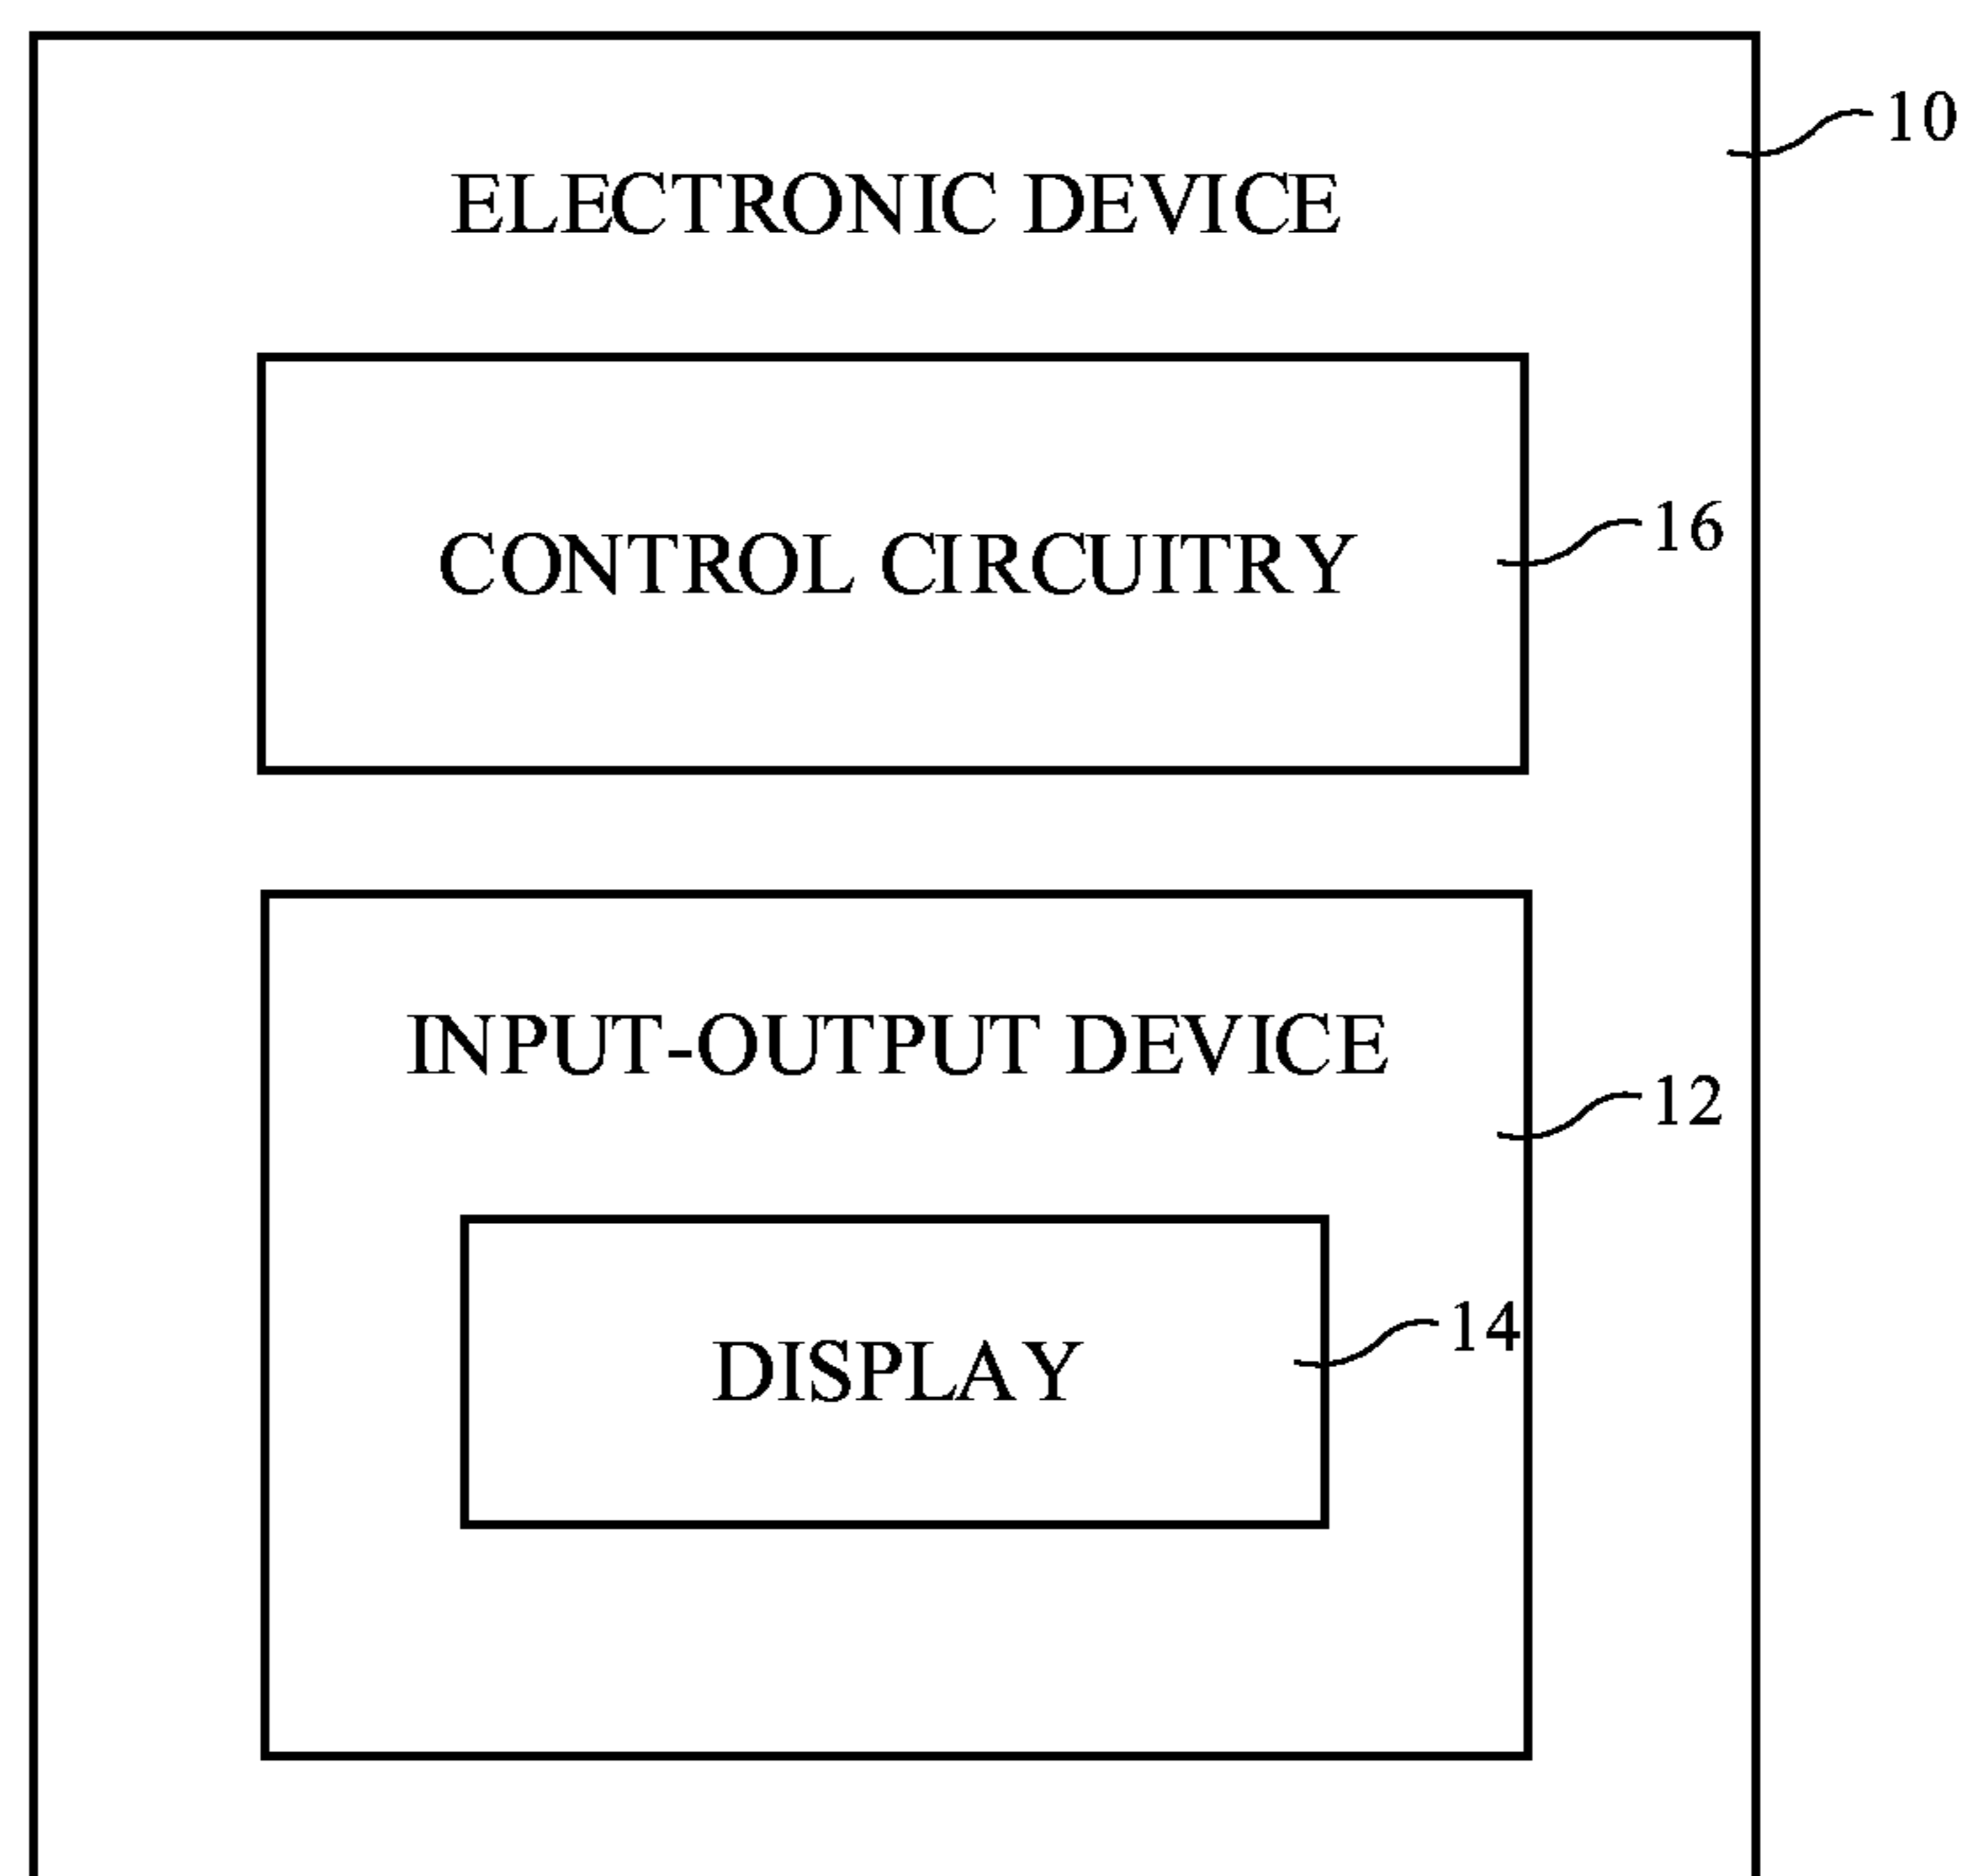 10
ELECTRONIC DEVICE
16
CONTROL CIRCUITRY
INPUT-OUTPUT DEVICE
12
14
DISPLAY